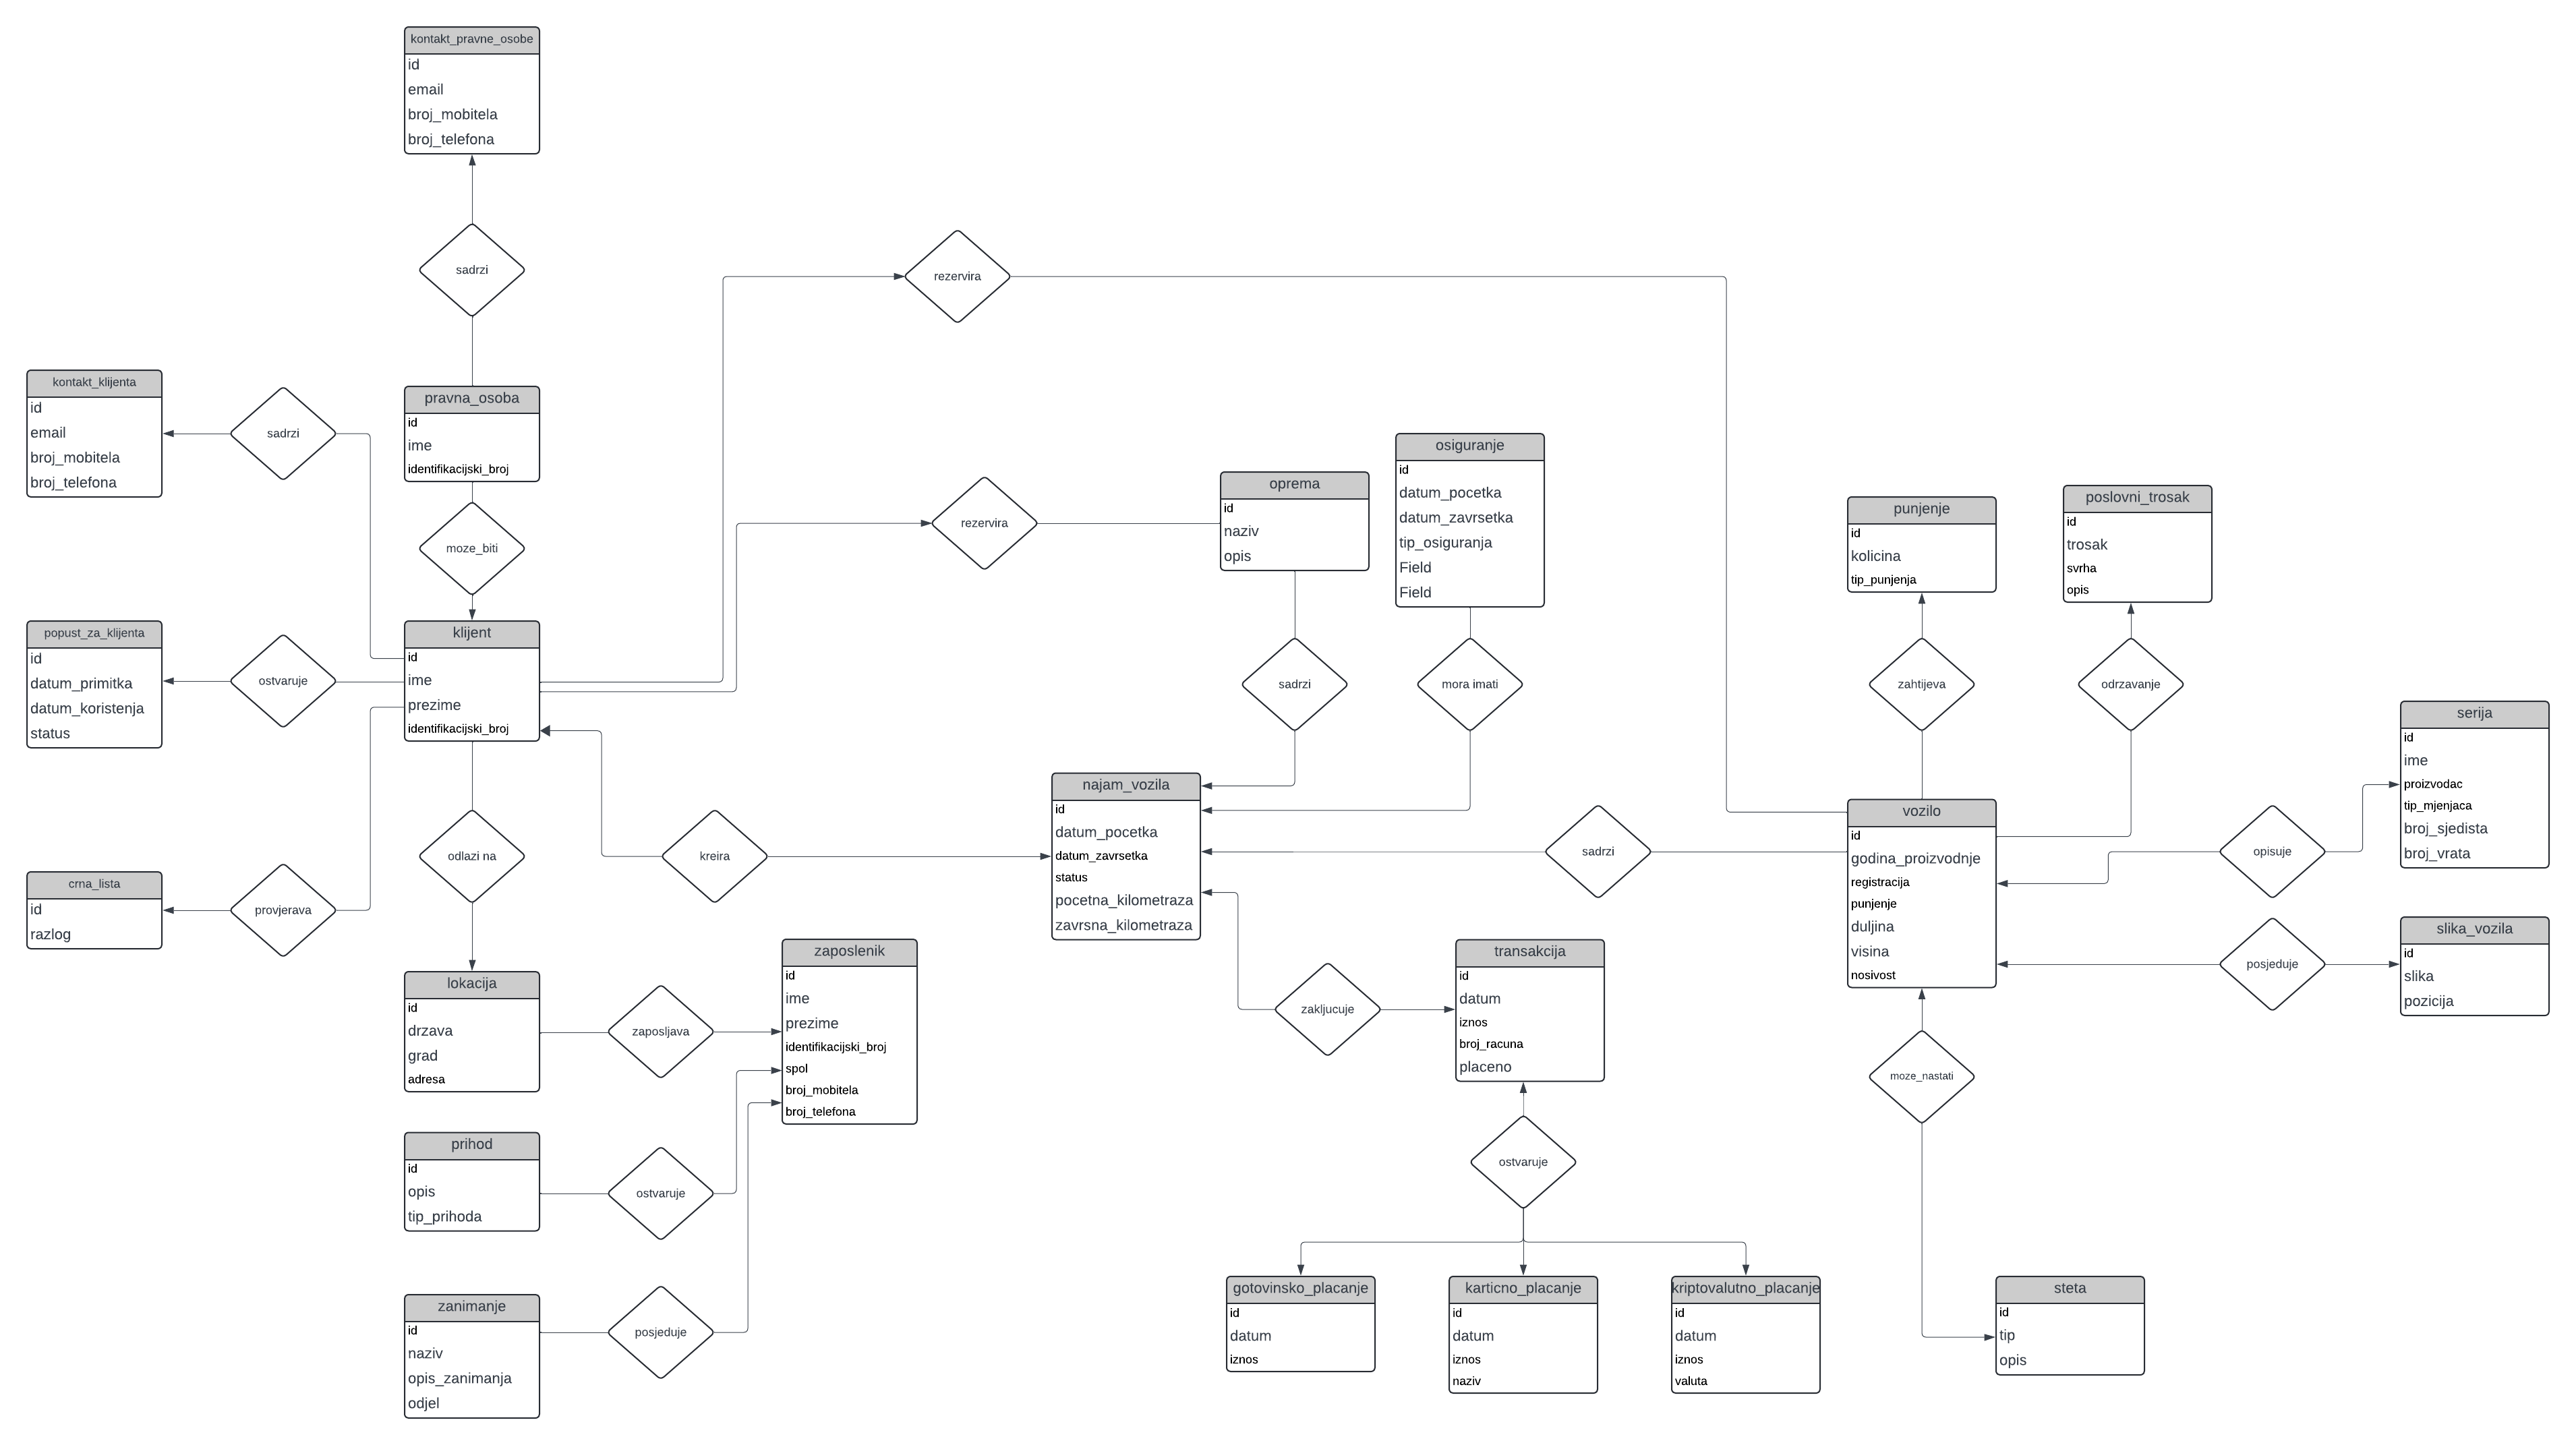 kontakt_pravne_osobe
id
email
broj_mobitela
broj_telefona
sadrzi
rezervira
kontakt_klijenta
id
email
broj_mobitela
broj_telefona
sadrzi
pravna_osoba
id
ime
identifikacijski_broj
moze_biti
rezervira
oprema
id
naziv
opis
osiguranje
id
datum_pocetka
datum_zavrsetka
tip_osiguranja
Field
Field
punjenje
id
kolicina
tip_punjenja
poslovni_trosak
id
trosak
svrha
opis
popust_za_klijenta
id
datum_primitka
datum_koristenja
status
ostvaruje
klijent
id
ime
prezime
identifikacijski_broj
sadrzi
mora imati
zahtijeva
odrzavanje
serija
id
ime
proizvodac
tip_mjenjaca
broj_sjedista
broj_vrata
crna_lista
id
razlog
provjerava
odlazi na
kreira
najam_vozila
id
datum_pocetka
datum_zavrsetka
status
pocetna_kilometraza
zavrsna_kilometraza
sadrzi
vozilo
id
godina_proizvodnje
registracija
punjenje
duljina
visina
nosivost
opisuje
slika_vozila
id
slika
pozicija
posjeduje
lokacija
id
drzava
grad
adresa
zaposljava
zaposlenik
id
ime
prezime
identifikacijski_broj
spol
broj_mobitela
broj_telefona
zakljucuje
transakcija
id
datum
iznos
broj_racuna
placeno
moze_nastati
prihod
id
opis
tip_prihoda
ostvaruje
ostvaruje
zanimanje
id
naziv
opis_zanimanja
odjel
posjeduje
gotovinsko_placanje
id
datum
iznos
karticno_placanje
id
datum
iznos
naziv
kriptovalutno_placanje
id
datum
iznos
valuta
steta
id
tip
opis